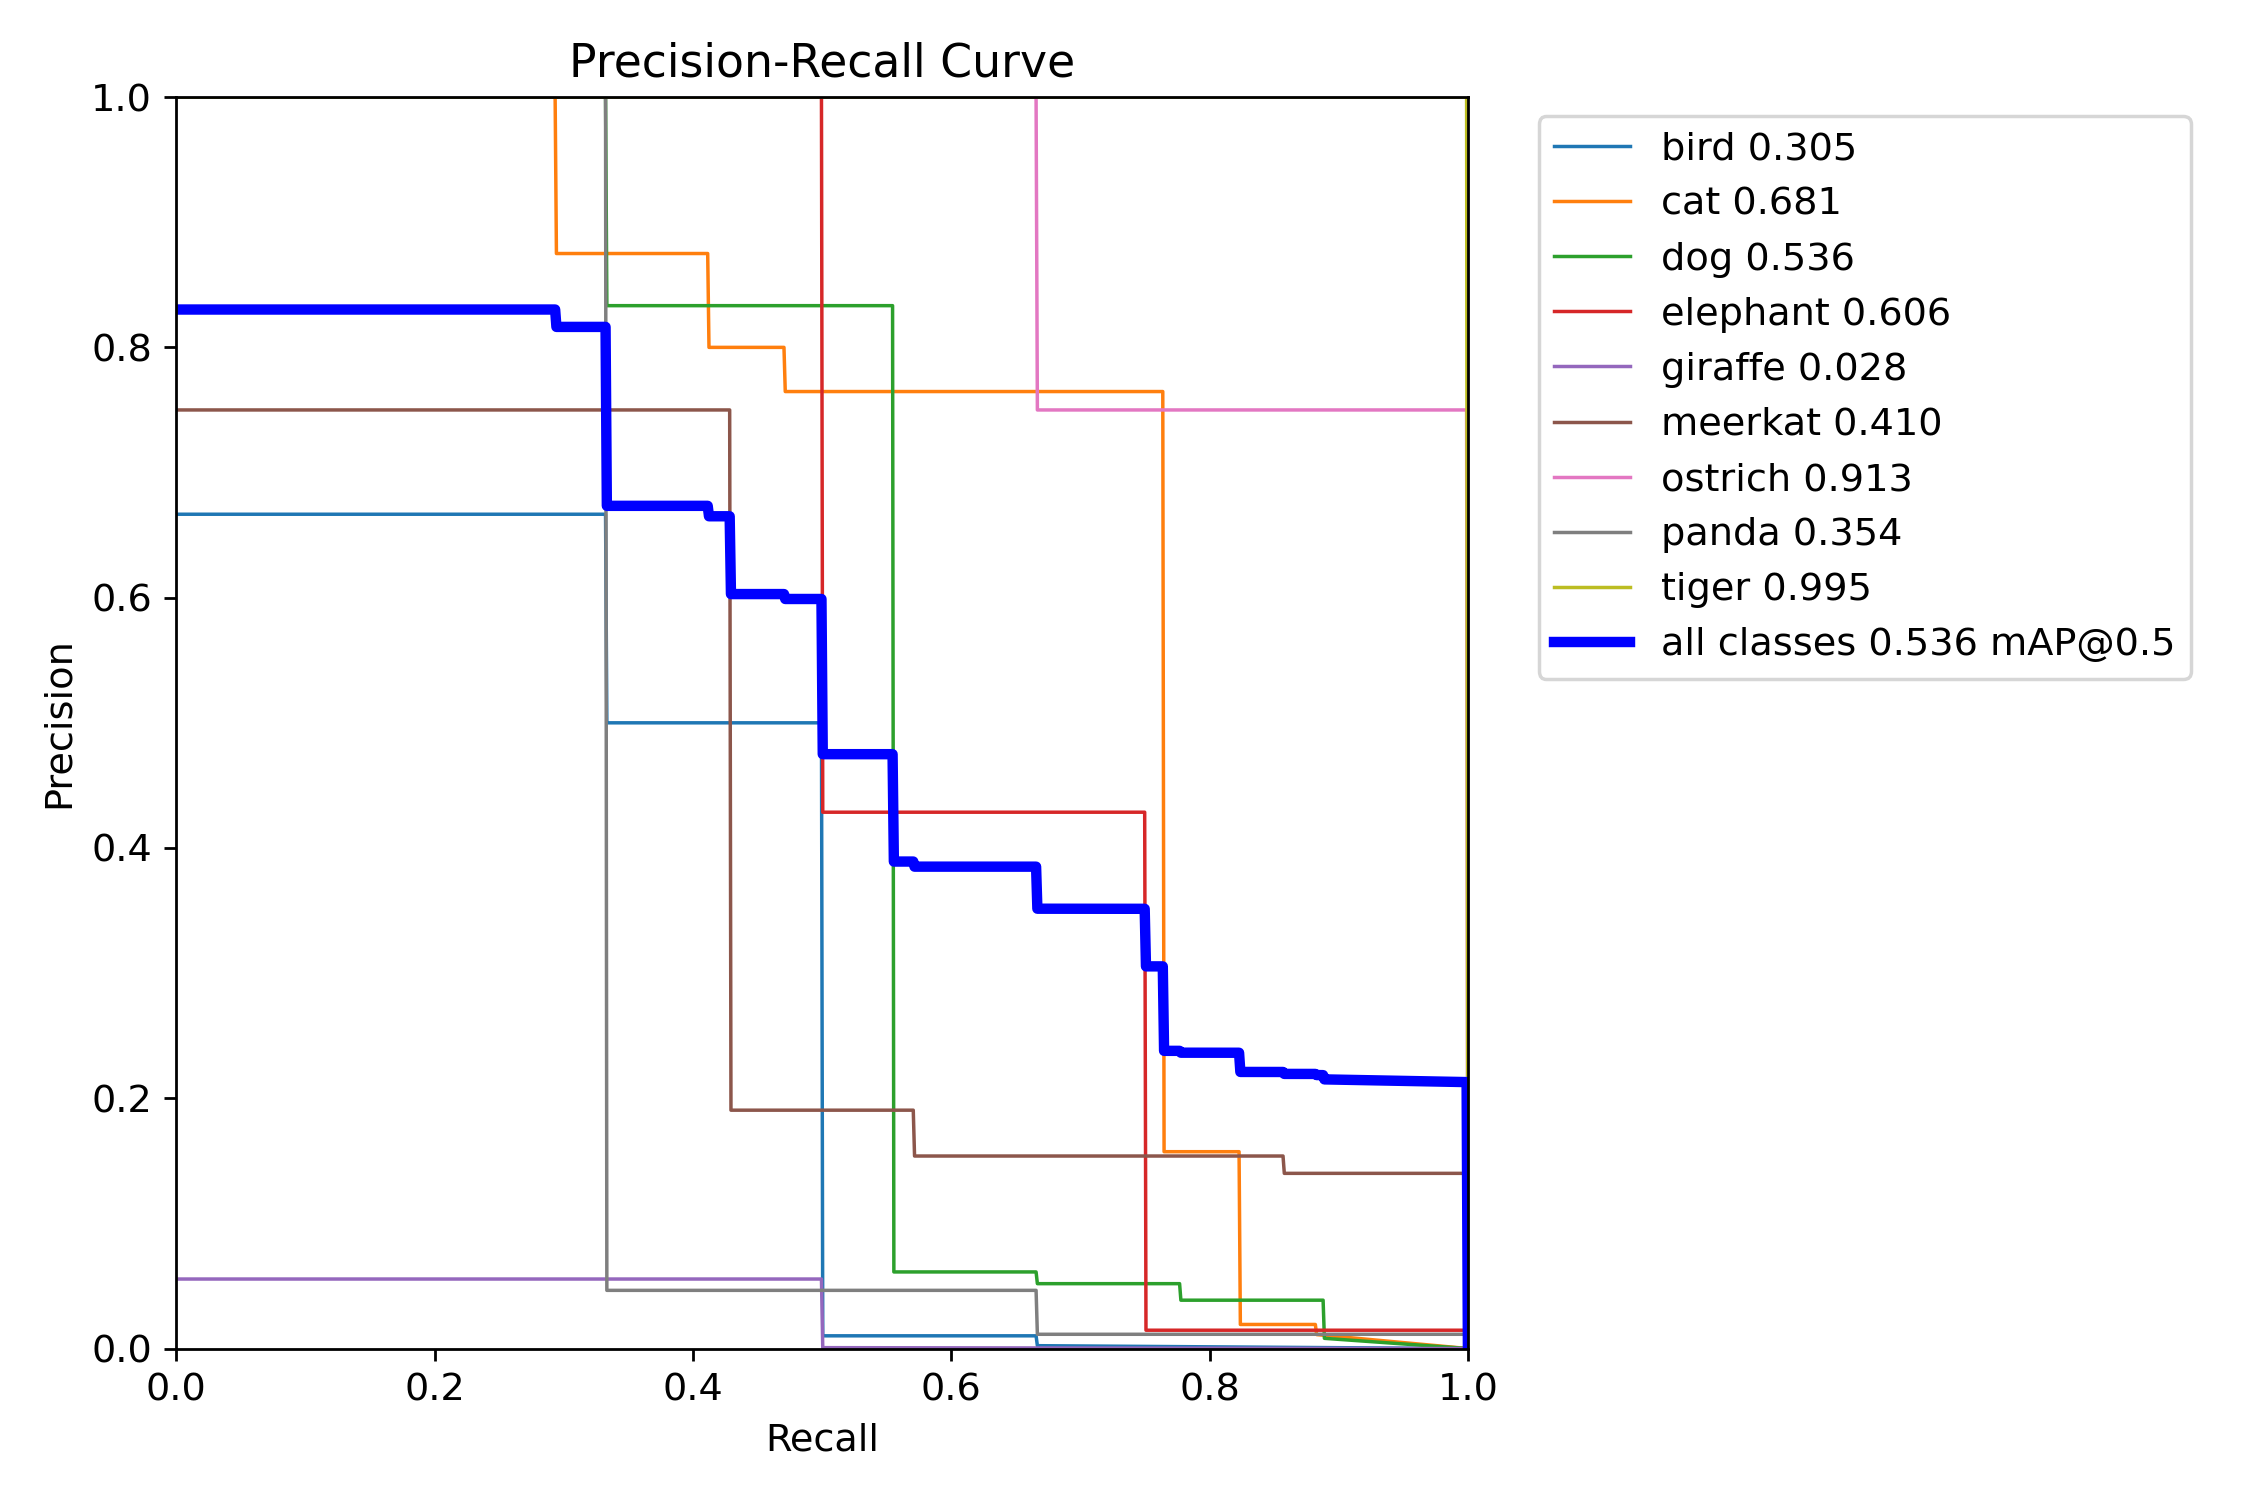 Precision-Recall Curve
1.0
0.8
0.6
0.4
0.2
0.0
Precision
0.0 0.2 0.4 0.6 0.8 1.0
Recall
bird 0.305
cat 0.681
dog 0.536
elephant 0.606
giraffe 0.028
meerkat 0.410
ostrich 0.913
panda 0.354
tiger 0.995
all classes 0.536 mAP@0.5